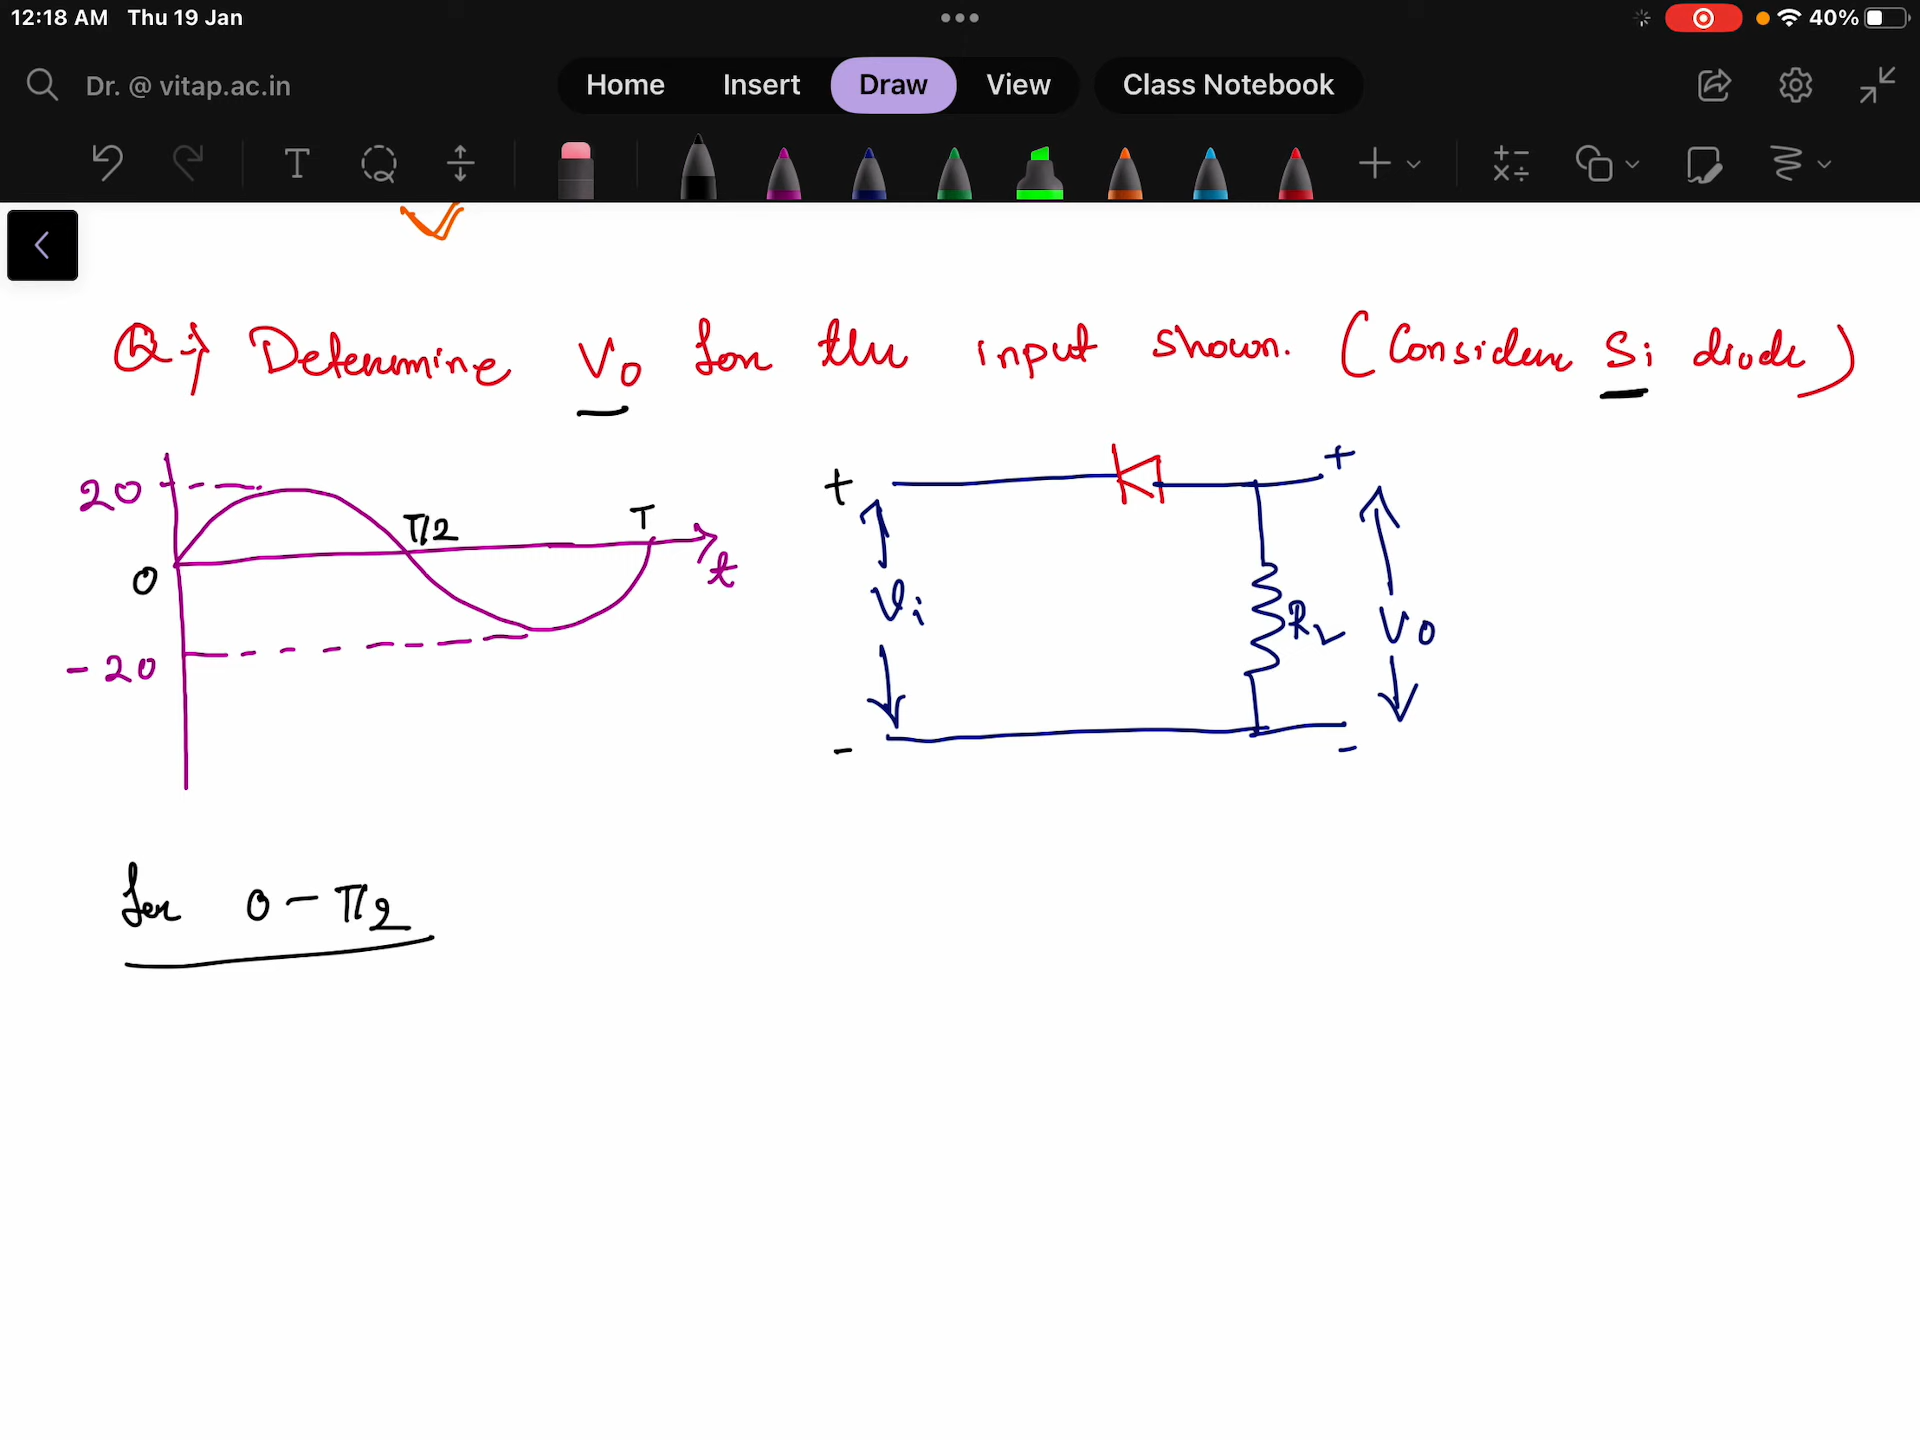 12:18 AM Thu 19 Jan
40%
Dr. @ vitap.ac.in
Home Insert Draw View Class Notebook
T
Q→ Determine Vo for the input shown. (Consider Si diode)
20
0
T/2
T
t
-20
+
+
Vi
RL
Vo
-
-
for 0 - T/2